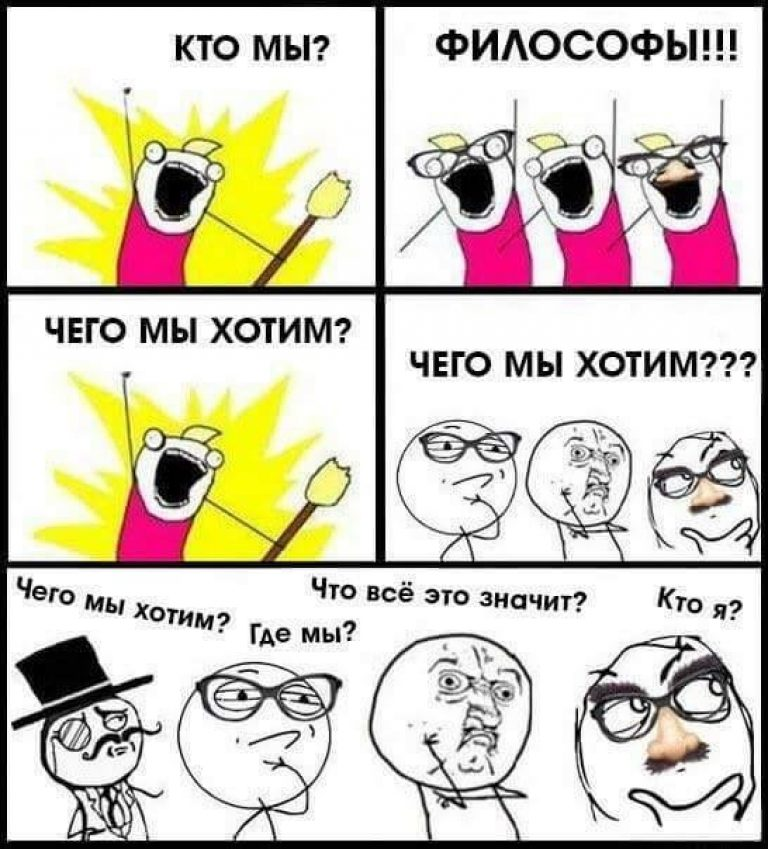 КТО МЫ?
ФИЛОСОФЫ!!!
ЧЕГО МЫ ХОТИМ?
ЧЕГО МЫ ХОТИМ???
Чего мы хотим?
Где мы?
Что всё это значит?
Кто я?